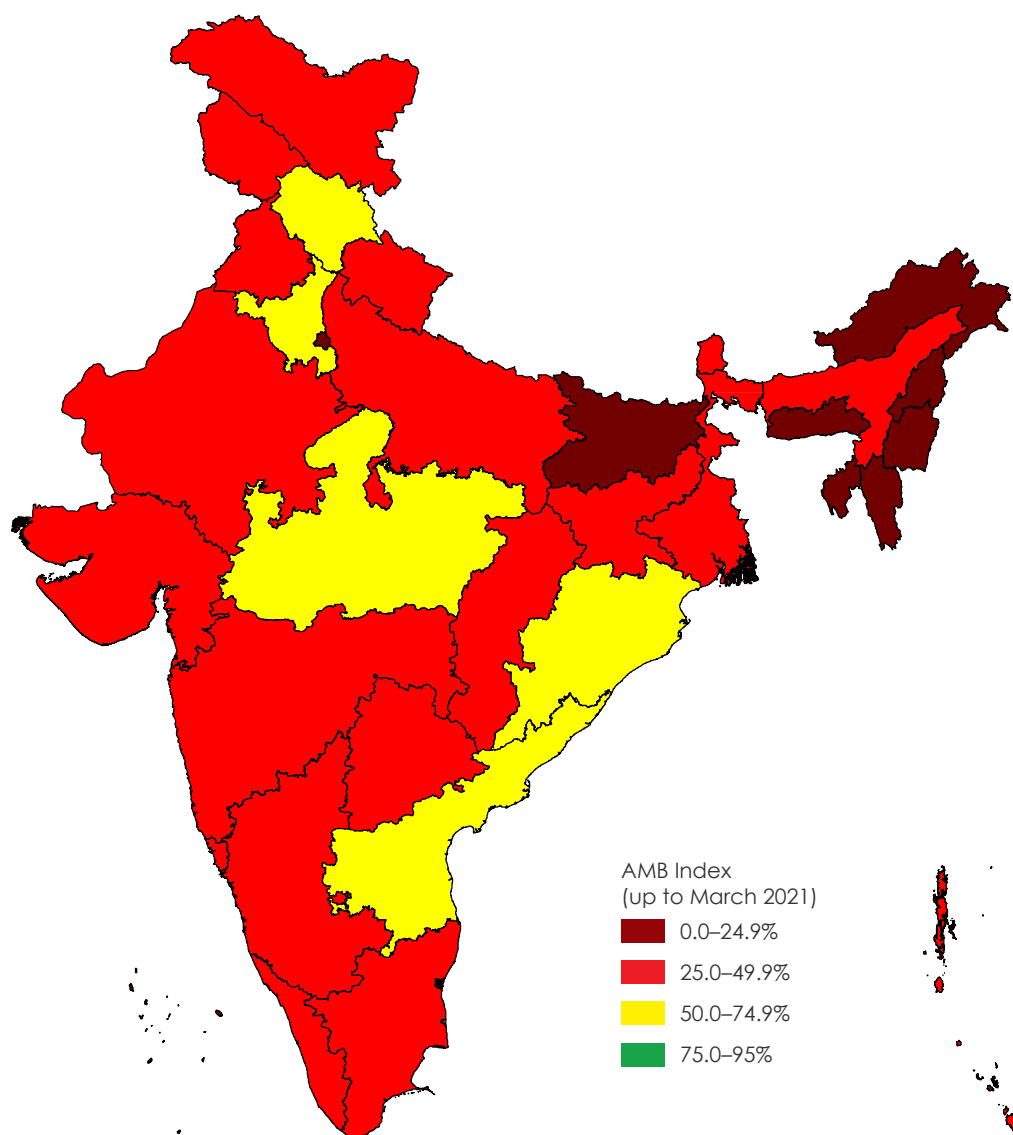 AMB Index
(up to March 2021)
0.0–24.9%
25.0–49.9%
50.0–74.9%
75.0–95%